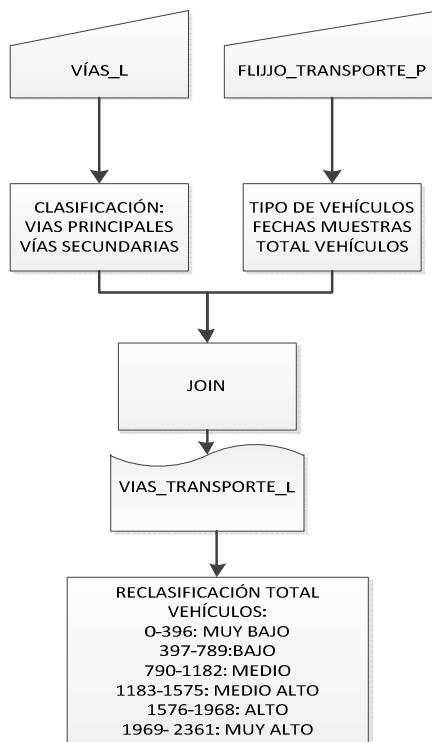 VÍAS_L
FLIJJO_TRANSPORTE_P
CLASIFICACIÓN:
VIAS PRINCIPALES
VÍAS SECUNDARIAS
TIPO DE VEHÍCULOS
FECHAS MUESTRAS
TOTAL VEHÍCULOS
JOIN
VIAS_TRANSPORTE_L
RECLASIFICACIÓN TOTAL
VEHÍCULOS:
0-396: MUY BAJO
397-789:BAJO
790-1182: MEDIO
1183-1575: MEDIO ALTO
1576-1968: ALTO
1969- 2361: MUY ALTO